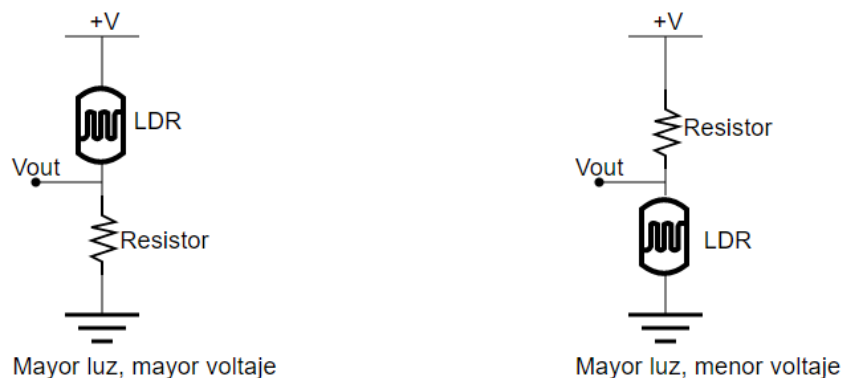 +V
LDR
Vout
Resistor
Mayor luz, mayor voltaje
+V
Resistor
Vout
LDR
Mayor luz, menor voltaje